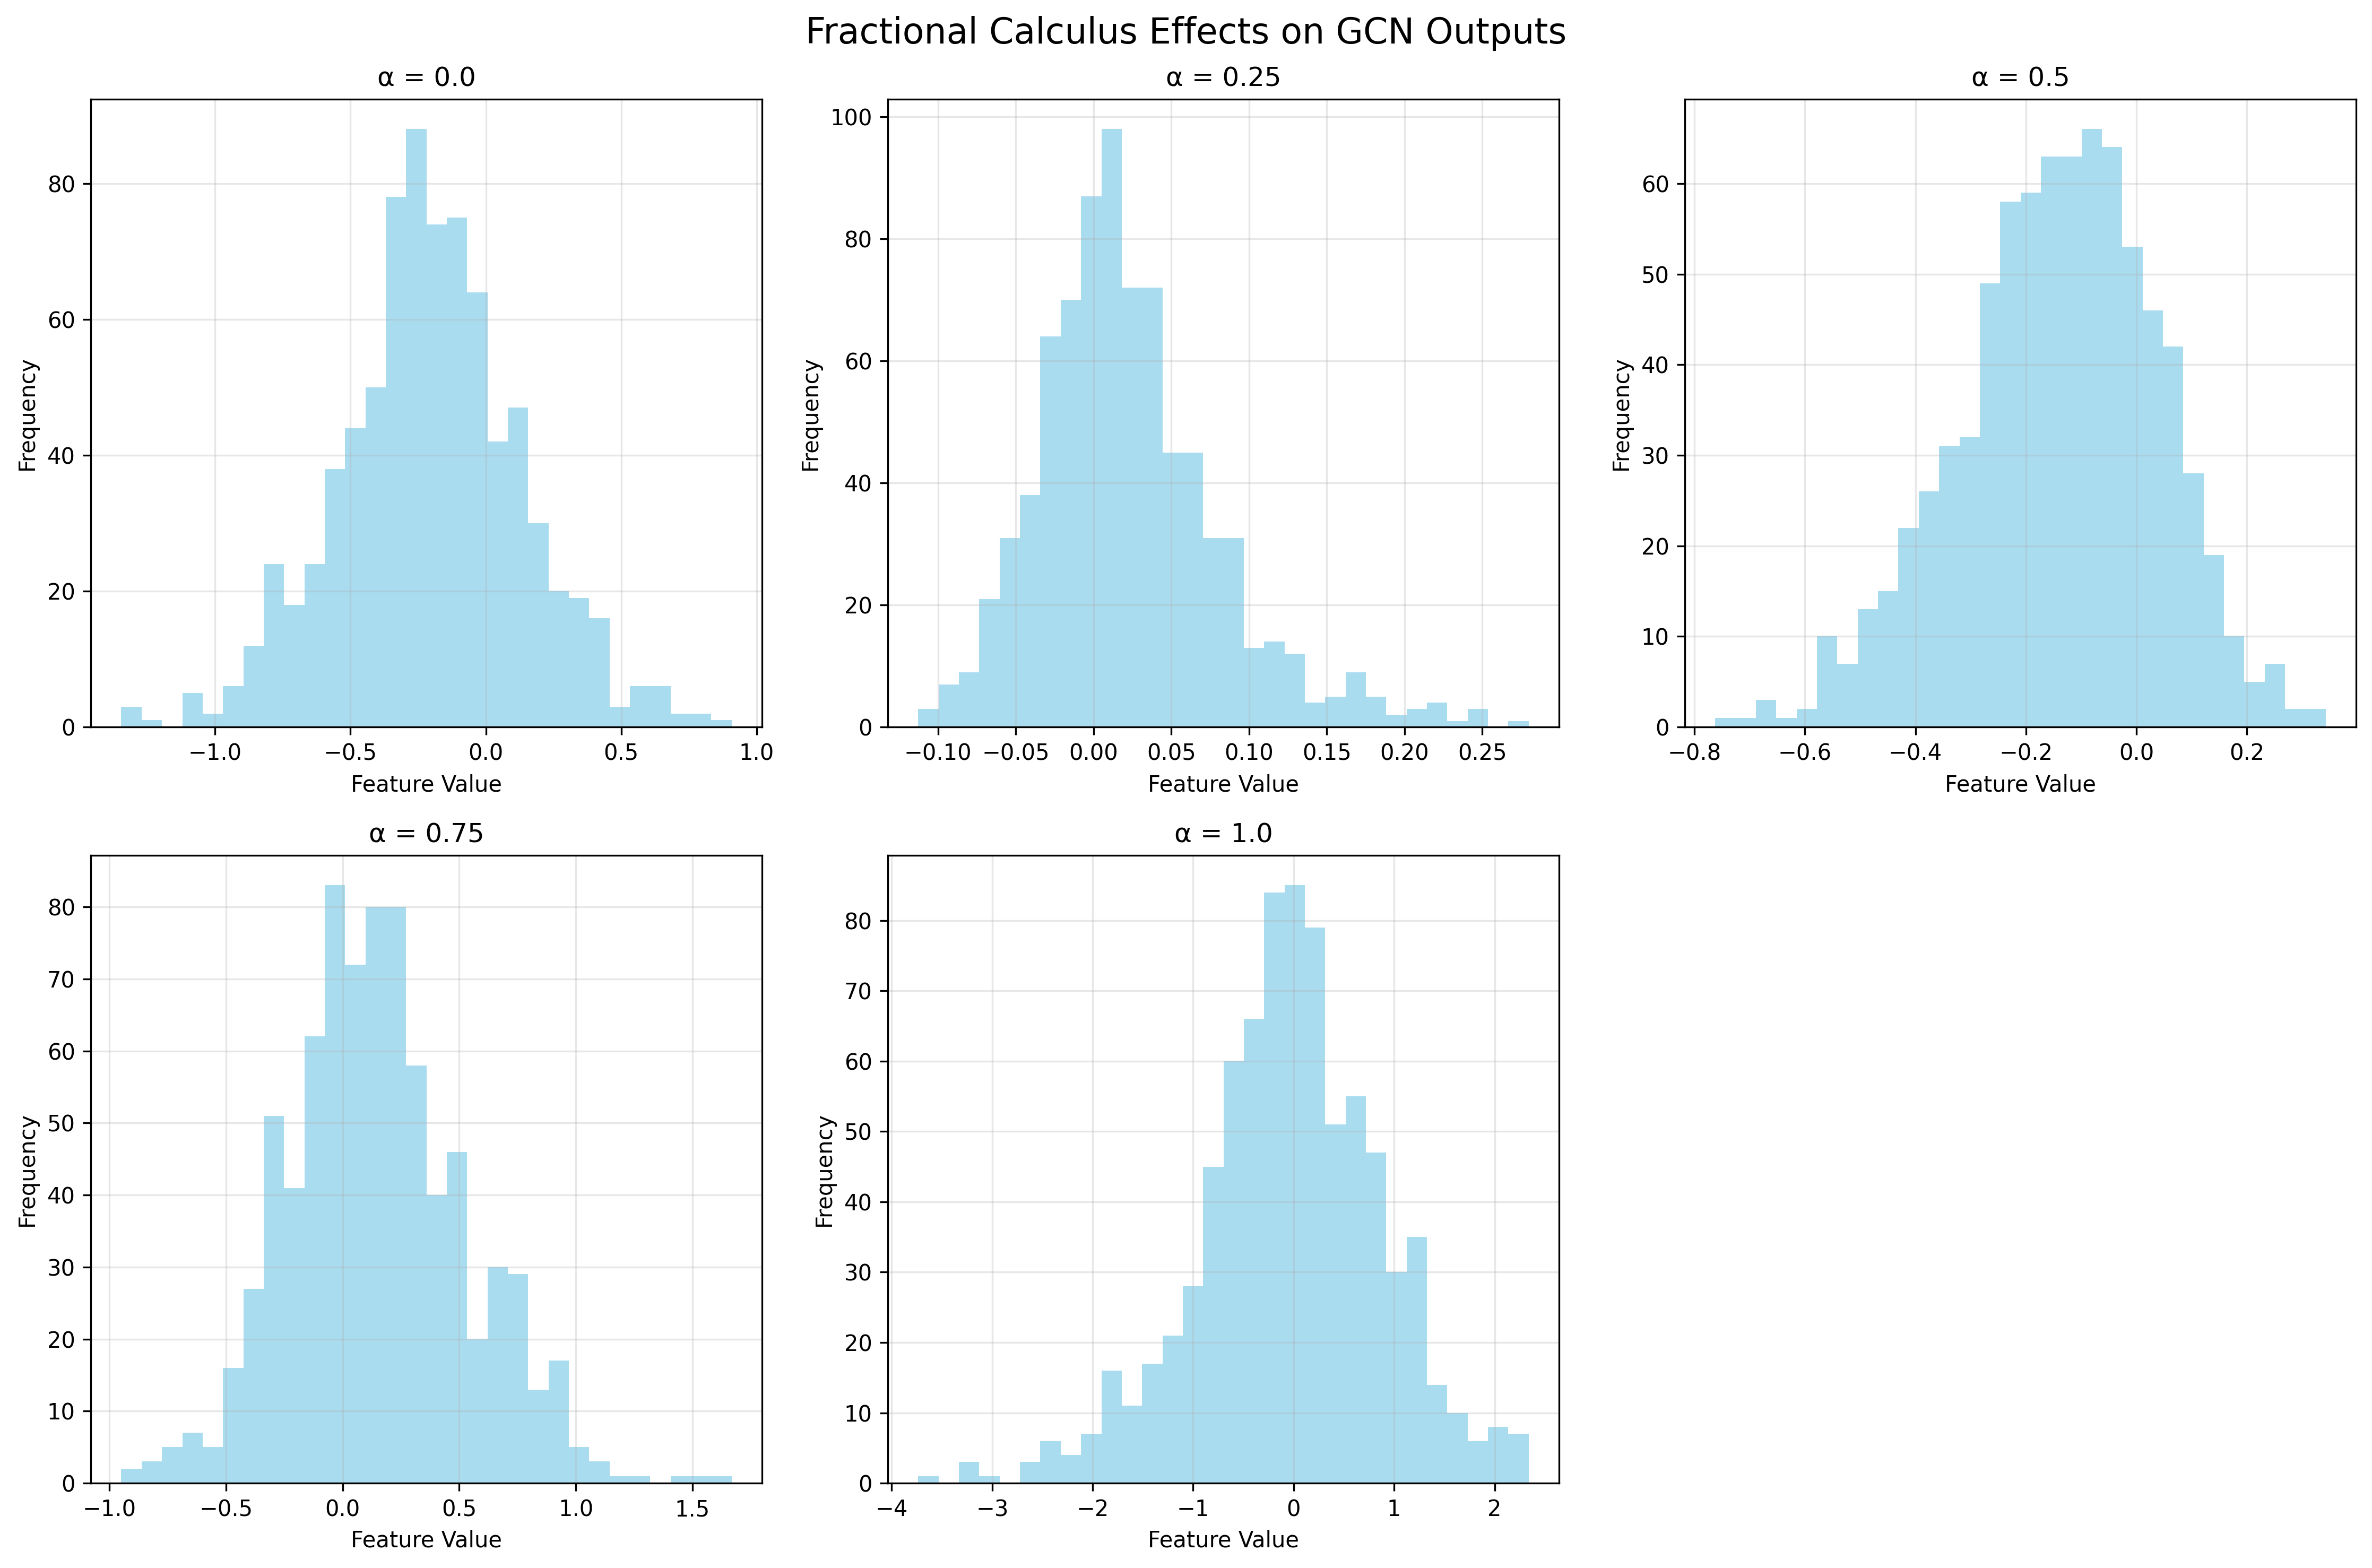 Fractional Calculus Effects on GCN Outputs
α = 0.0
Frequency
80
60
40
20
0
−1.0 −0.5 0.0 0.5 1.0
Feature Value
α = 0.25
Frequency
100
80
60
40
20
0
−0.10 −0.05 0.00 0.05 0.10 0.15 0.20 0.25
Feature Value
α = 0.5
Frequency
60
50
40
30
20
10
0
−0.8 −0.6 −0.4 −0.2 0.0 0.2
Feature Value
α = 0.75
Frequency
80
70
60
50
40
30
20
10
0
−1.0 −0.5 0.0 0.5 1.0 1.5
Feature Value
α = 1.0
Frequency
80
70
60
50
40
30
20
10
0
−4 −3 −2 −1 0 1 2
Feature Value